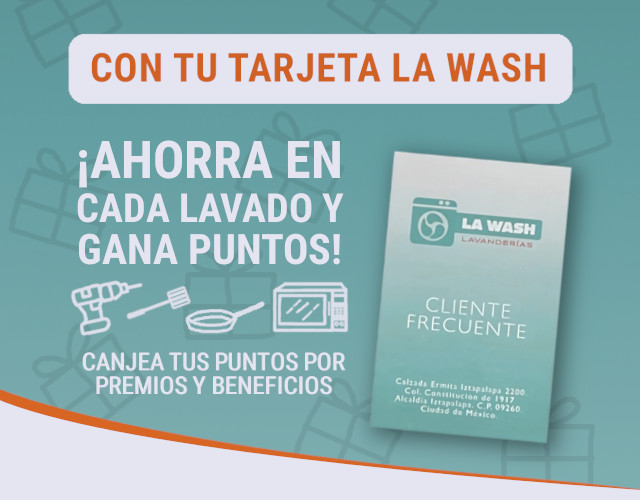 CON TU TARJETA LA WASH
¡AHORRA EN
CADA LAVADO Y
GANA PUNTOS!
CANJEA TUS PUNTOS POR
PREMIOS Y BENEFICIOS
LA WASH
LAVANDERÍAS
CLIENTE
FRECUENTE
Calzada Ermita Iztapalapa 2200.
Col. Constitución de 1917
Alcaldía Iztapalapa, C.P. 09260.
Ciudad de México.